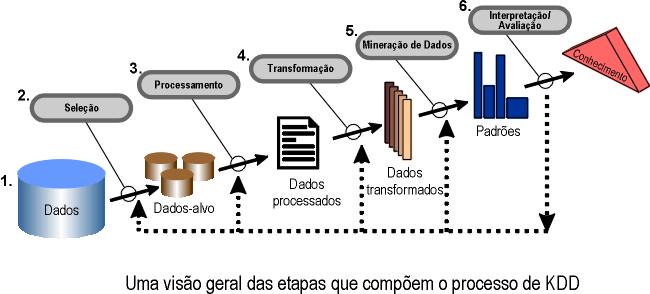 1.
Dados
2.
Seleção
Dados-alvo
3.
Processamento
Dados
processados
4.
Transformação
Dados
transformados
5.
Mineração de Dados
Padrões
6.
Interpretação/
Avaliação
Conhecimento
Uma visão geral das etapas que compõem o processo de KDD